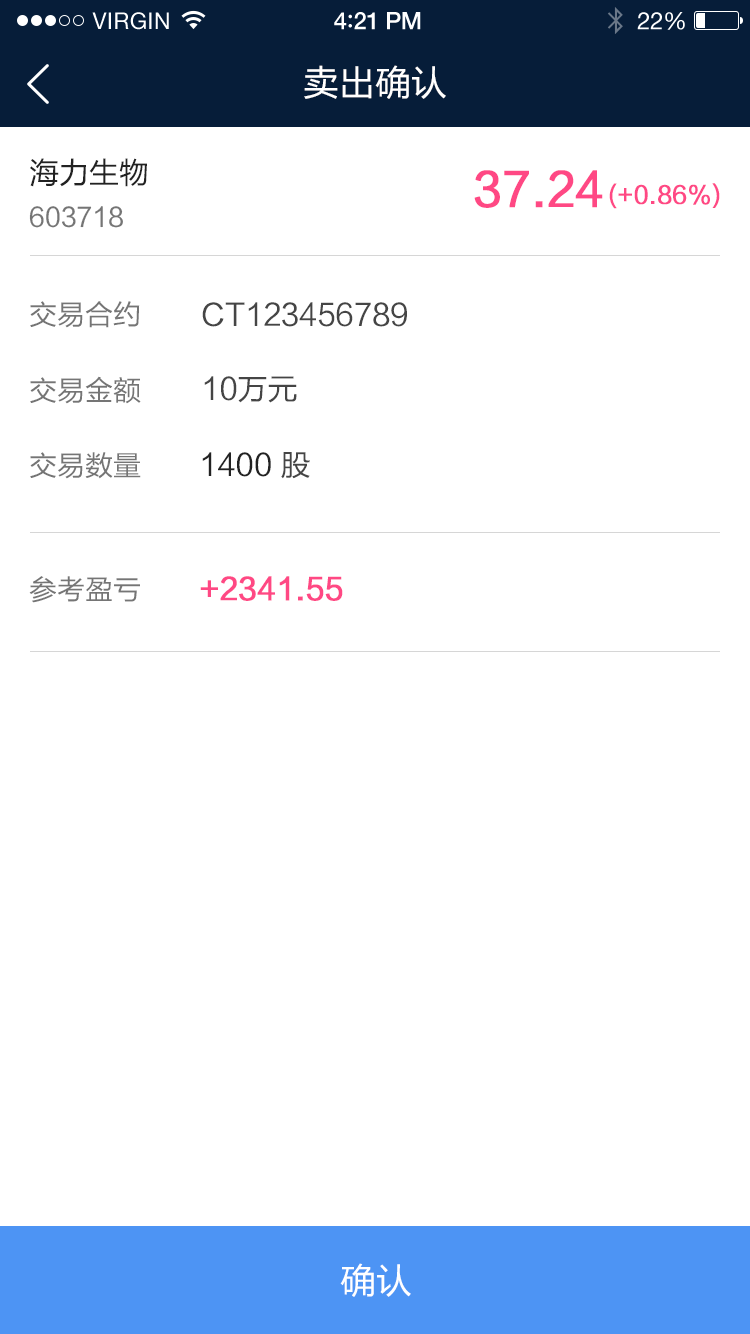 VIRGIN 4:21 PM 22%
卖出确认
海力生物
603718
37.24(+0.86%)
交易合约 CT123456789
交易金额 10万元
交易数量 1400 股
参考盈亏 +2341.55
确认